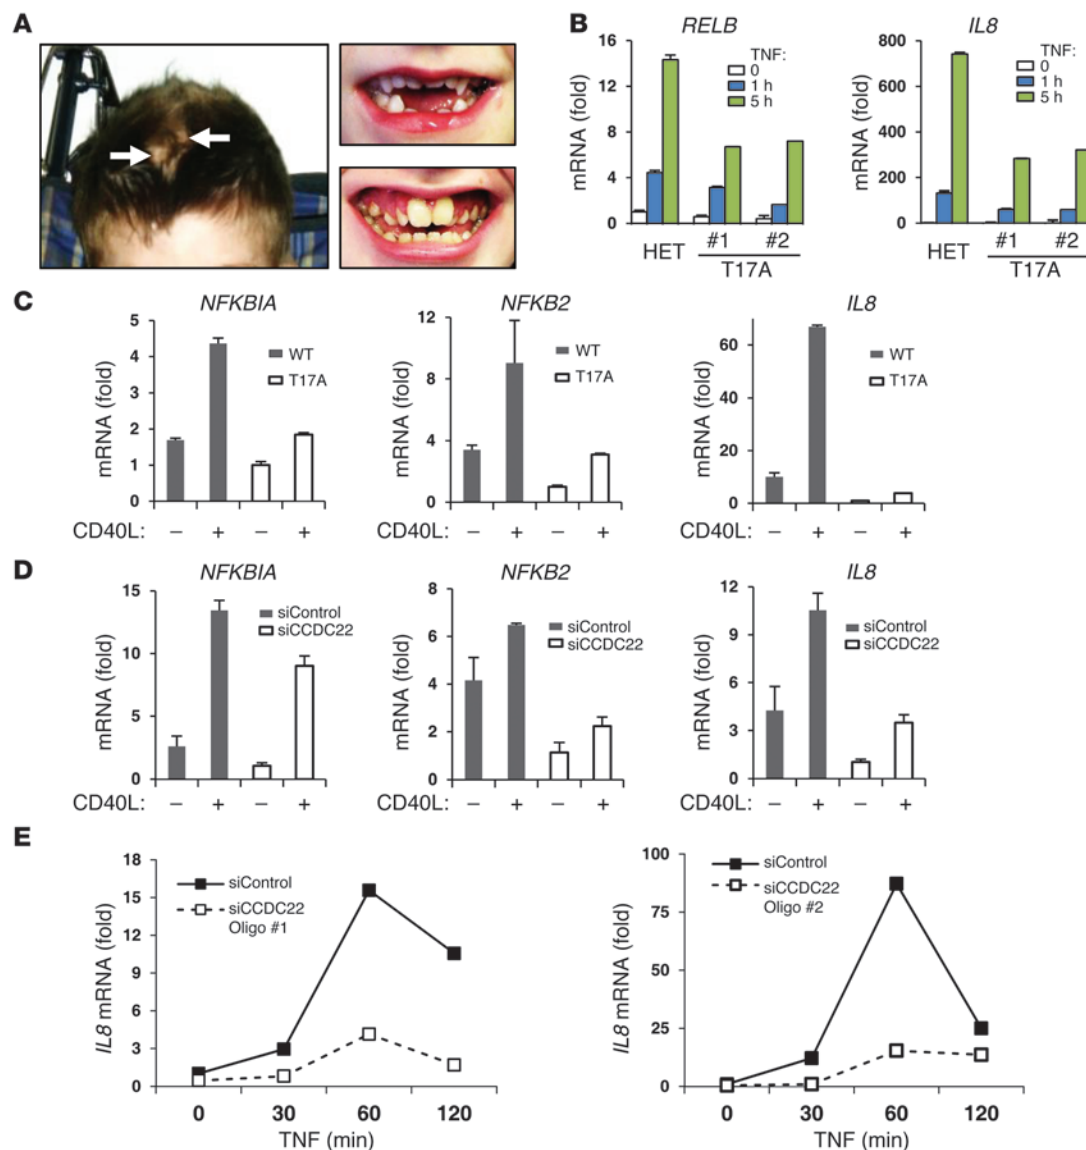 A
B
RELB
mRNA (fold)
16
12
8
4
0
TNF:
0
1 h
5 h
HET
#1
#2
T17A
IL8
mRNA (fold)
800
600
400
200
0
TNF:
0
1 h
5 h
HET
#1
#2
T17A
C
NFKBIA
mRNA (fold)
5
4
3
2
1
0
WT
T17A
CD40L: – + – +
NFKB2
mRNA (fold)
12
8
4
0
WT
T17A
– + – +
IL8
mRNA (fold)
60
40
20
0
WT
T17A
– + – +
D
NFKBIA
mRNA (fold)
15
10
5
0
siControl
siCCDC22
CD40L: – + – +
NFKB2
mRNA (fold)
8
6
4
2
0
siControl
siCCDC22
CD40L: – + – +
IL8
mRNA (fold)
12
9
6
3
0
siControl
siCCDC22
CD40L: – + – +
E
IL8 mRNA (fold)
18
15
12
9
6
3
0
siControl
siCCDC22
Oligo #1
0 30 60 120
TNF (min)
IL8 mRNA (fold)
100
75
50
25
0
siControl
siCCDC22
Oligo #2
0 30 60 120
TNF (min)